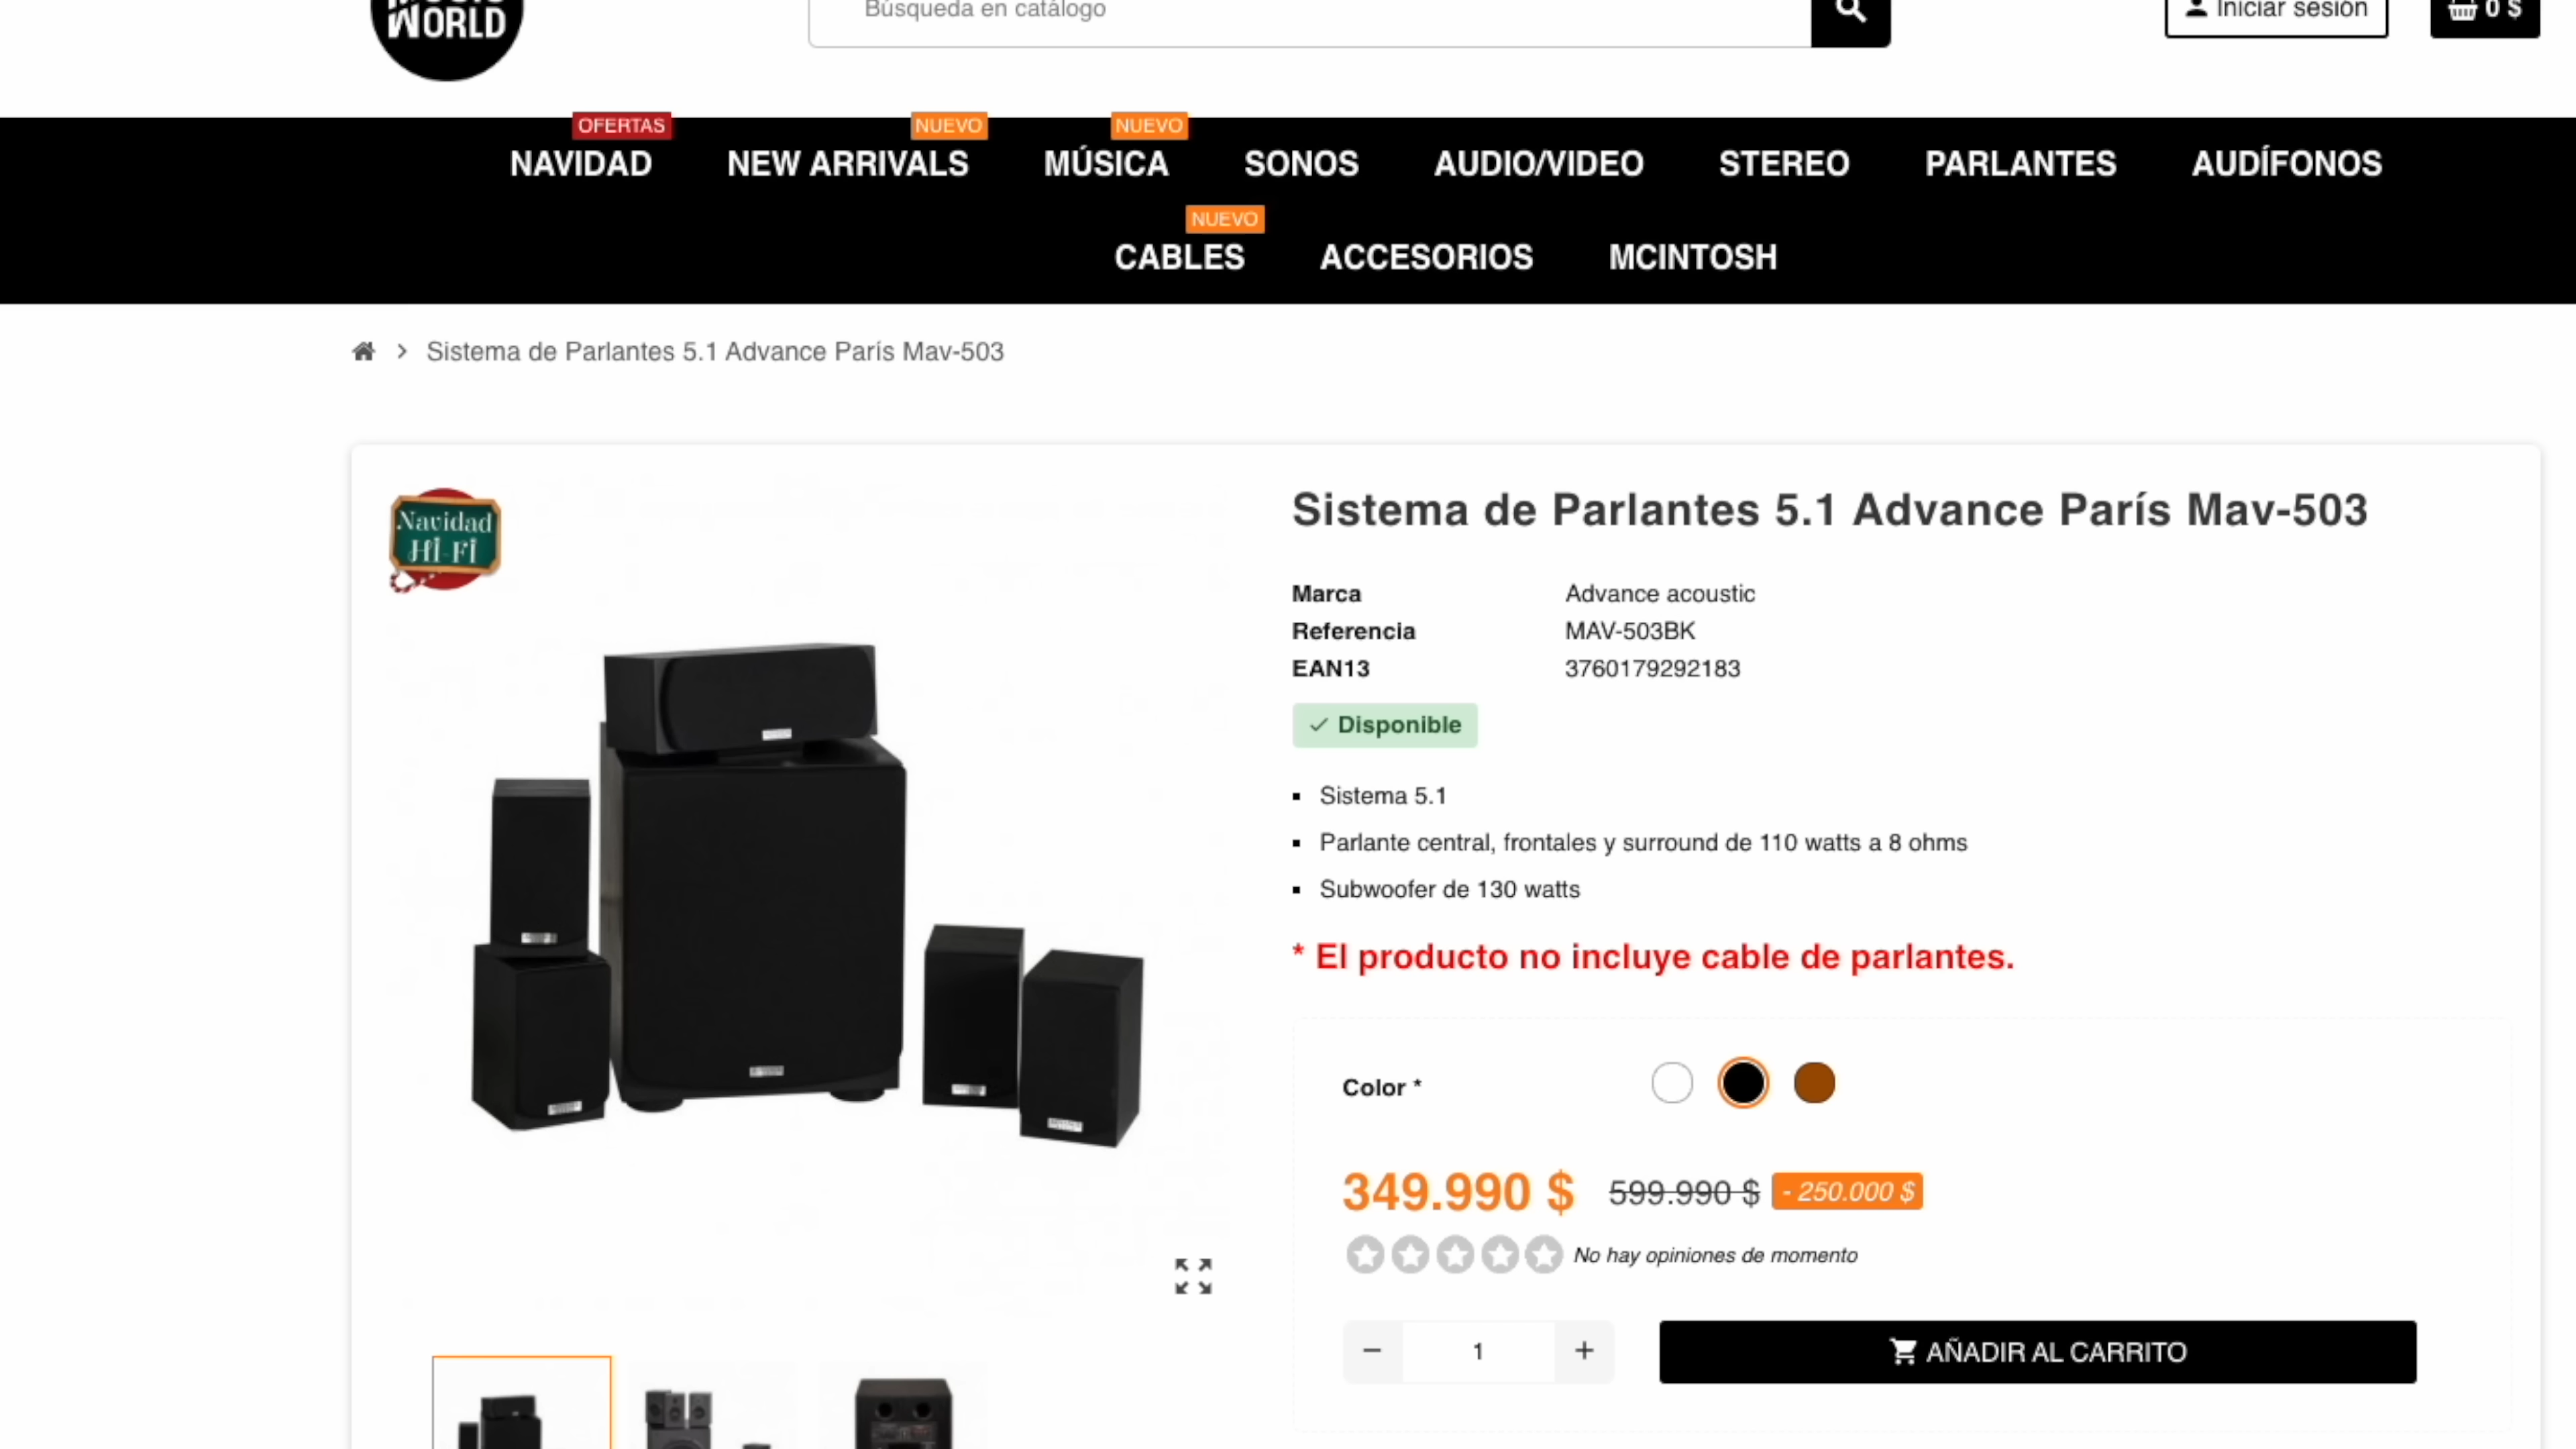 WORLD
Búsqueda en catálogo
Iniciar sesión
0 $
OFERTAS
NUEVO
NUEVO
NAVIDAD
NEW ARRIVALS
MÚSICA
SONOS
AUDIO/VIDEO
STEREO
PARLANTES
AUDÍFONOS
NUEVO
CABLES
ACCESORIOS
MCINTOSH
Sistema de Parlantes 5.1 Advance París Mav-503
Navidad
Hi-Fi
Sistema de Parlantes 5.1 Advance París Mav-503
Marca Advance acoustic
Referencia MAV-503BK
EAN13 3760179292183
Disponible
Sistema 5.1
Parlante central, frontales y surround de 110 watts a 8 ohms
Subwoofer de 130 watts
* El producto no incluye cable de parlantes.
Color *
349.990 $ 599.990 $ - 250.000 $
No hay opiniones de momento
1
AÑADIR AL CARRITO